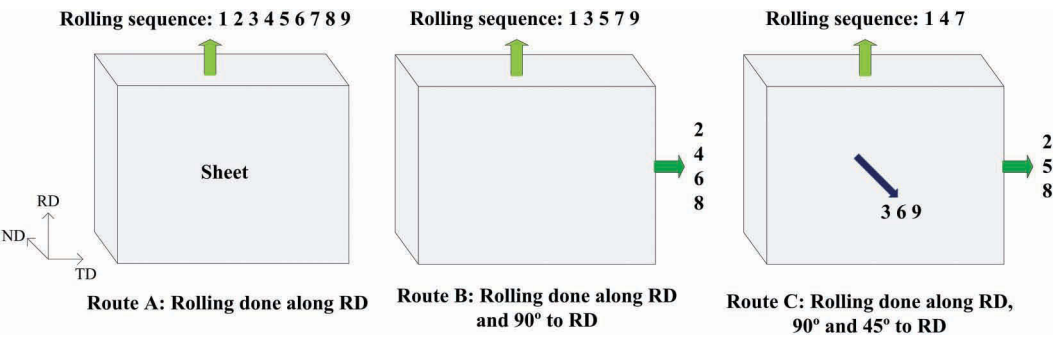 Rolling sequence: 1 2 3 4 5 6 7 8 9
Sheet
RD
ND
TD
Route A: Rolling done along RD
Rolling sequence: 1 3 5 7 9
2
4
6
8
Route B: Rolling done along RD
and 90º to RD
Rolling sequence: 1 4 7
2
5
8
3 6 9
Route C: Rolling done along RD,
90º and 45º to RD